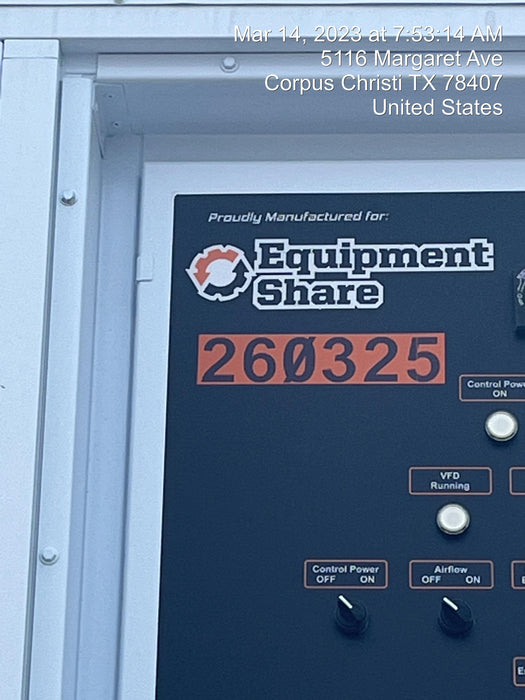 Mar 14, 2023 at 7:53:14 AM
5116 Margaret Ave
Corpus Christi TX 78407
United States
Proudly Manufactured for:
Equipment
Share
260325
Control Power
ON
VFD
Running
Control Power
OFF ON
Airflow
OFF ON